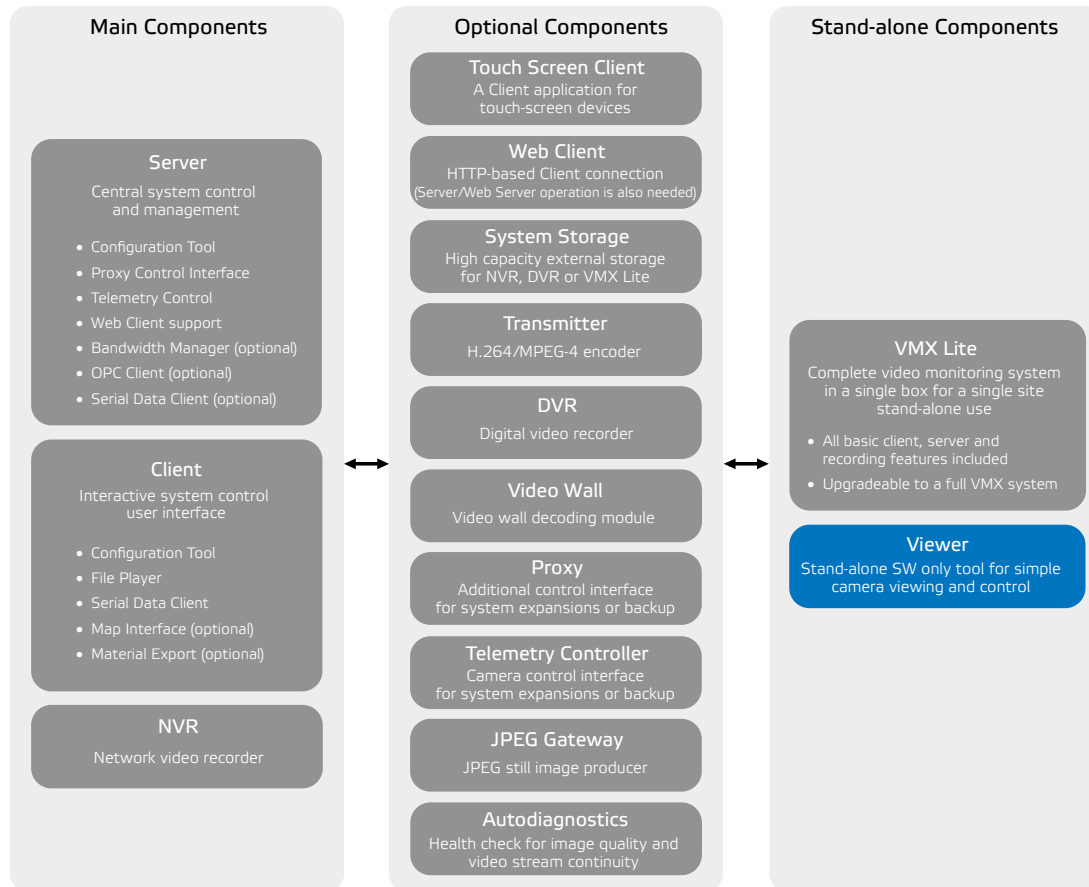 Main Components
Server
Central system control
and management
• Configuration Tool
• Proxy Control Interface
• Telemetry Control
• Web Client support
• Bandwidth Manager (optional)
• OPC Client (optional)
• Serial Data Client (optional)
Client
Interactive system control
user interface
• Configuration Tool
• File Player
• Serial Data Client
• Map Interface (optional)
• Material Export (optional)
NVR
Network video recorder
Optional Components
Touch Screen Client
A Client application for
touch-screen devices
Web Client
HTTP-based Client connection
(Server/Web Server operation is also needed)
System Storage
High capacity external storage
for NVR, DVR or VMX Lite
Transmitter
H.264/MPEG-4 encoder
DVR
Digital video recorder
Video Wall
Video wall decoding module
Proxy
Additional control interface
for system expansions or backup
Telemetry Controller
Camera control interface
for system expansions or backup
JPEG Gateway
JPEG still image producer
Autodiagnostics
Health check for image quality and
video stream continuity
Stand-alone Components
VMX Lite
Complete video monitoring system
in a single box for a single site
stand-alone use
• All basic client, server and
recording features included
• Upgradeable to a full VMX system
Viewer
Stand-alone SW only tool for simple
camera viewing and control